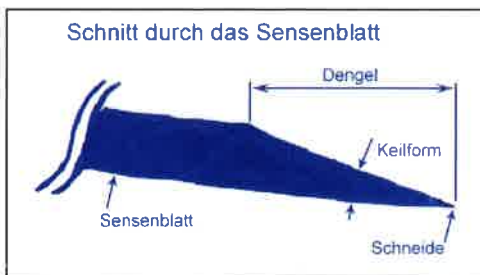 Schnitt durch das Sensenblatt
Dengel
Keilform
Sensenblatt
Schneide